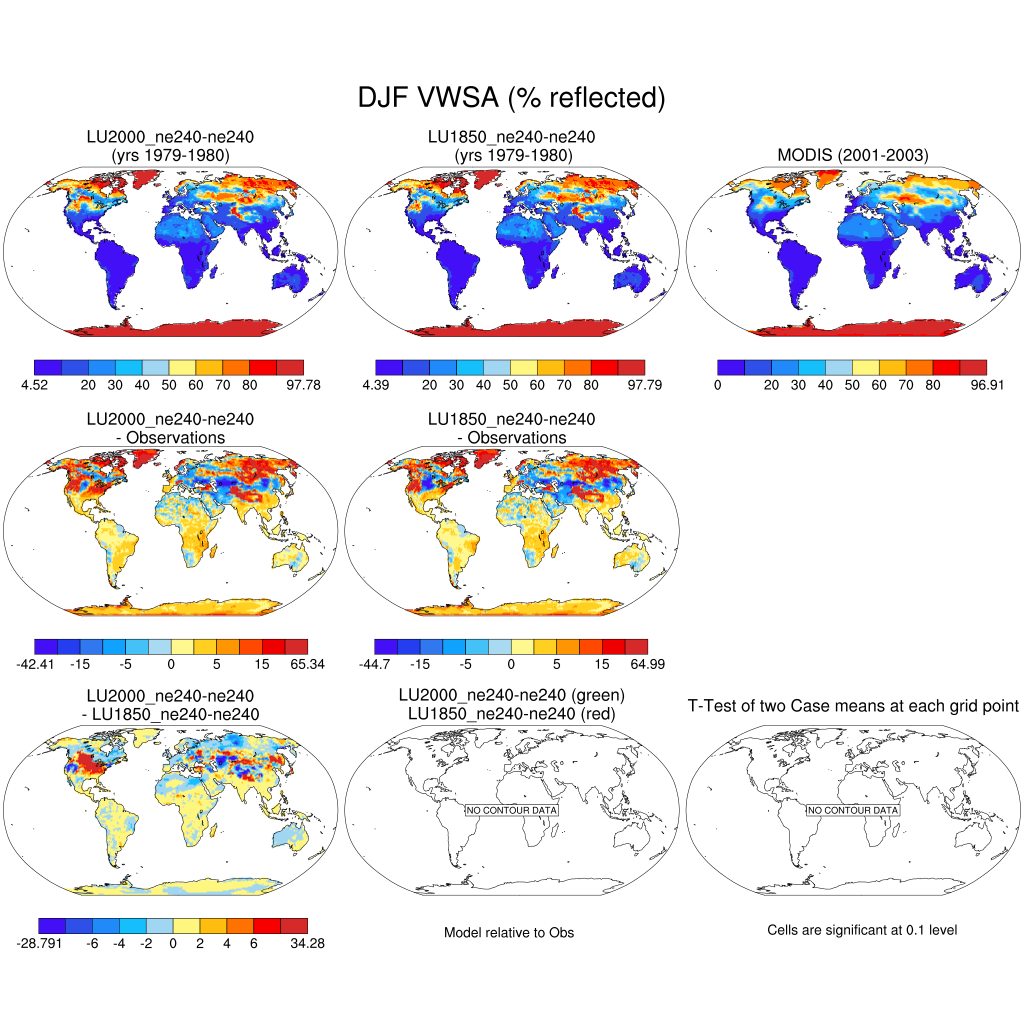 DJF VWSA (% reflected)
LU2000_ne240-ne240
(yrs 1979-1980)
LU1850_ne240-ne240
(yrs 1979-1980)
MODIS (2001-2003)
4.52 20 30 40 50 60 70 80 97.78
4.39 20 30 40 50 60 70 80 97.79
0 20 30 40 50 60 70 80 96.91
LU2000_ne240-ne240
- Observations
LU1850_ne240-ne240
- Observations
-42.41 -15 -5 0 5 15 65.34
-44.7 -15 -5 0 5 15 64.99
LU2000_ne240-ne240
- LU1850_ne240-ne240
LU2000_ne240-ne240 (green)
LU1850_ne240-ne240 (red)
T-Test of two Case means at each grid point
NO CONTOUR DATA
NO CONTOUR DATA
-28.791 -6 -4 -2 0 2 4 6 34.28
Model relative to Obs
Cells are significant at 0.1 level